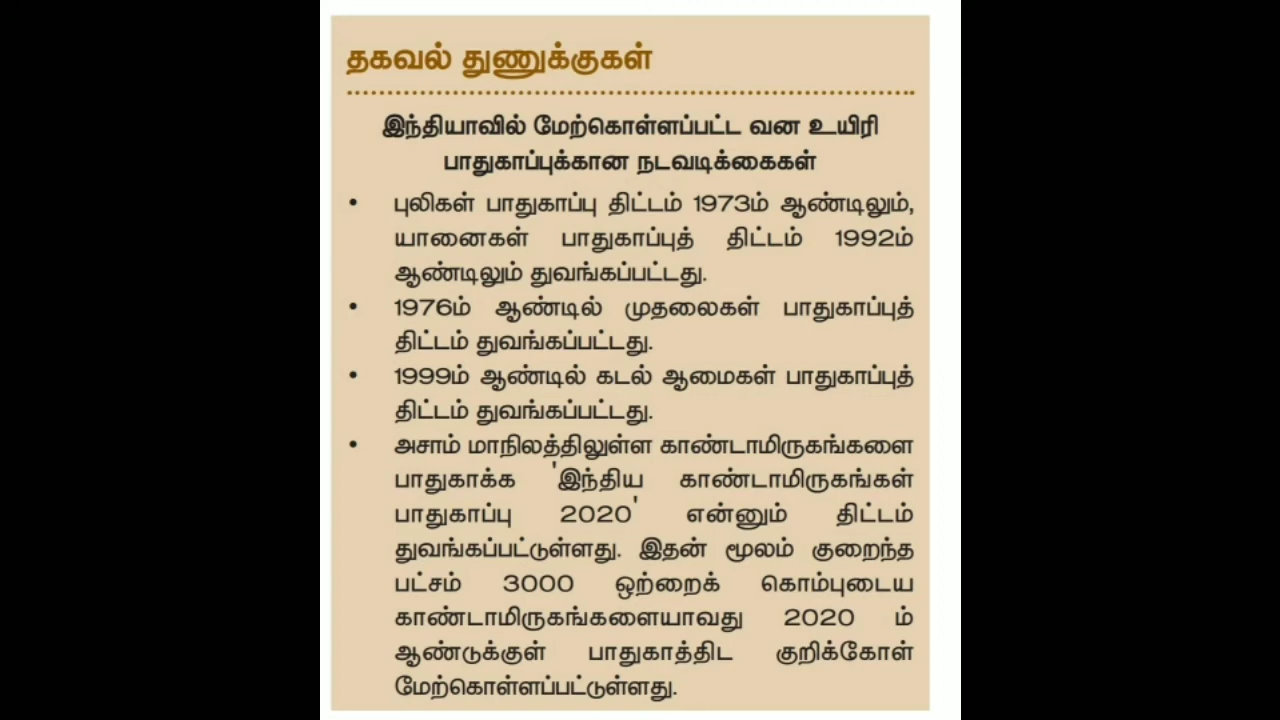 தகவல் துணுக்குகள்
இந்தியாவில் மேற்கொள்ளப்பட்ட வன உயிரி
பாதுகாப்புக்கான நடவடிக்கைகள்
• புலிகள் பாதுகாப்பு திட்டம் 1973ம் ஆண்டிலும்,
யானைகள் பாதுகாப்புத் திட்டம் 1992ம்
ஆண்டிலும் துவங்கப்பட்டது.
• 1976ம் ஆண்டில் முதலைகள் பாதுகாப்புத்
திட்டம் துவங்கப்பட்டது.
• 1999ம் ஆண்டில் கடல் ஆமைகள் பாதுகாப்புத்
திட்டம் துவங்கப்பட்டது.
• அசாம் மாநிலத்திலுள்ள காண்டாமிருகங்களை
பாதுகாக்க 'இந்திய காண்டாமிருகங்கள்
பாதுகாப்பு 2020' என்னும் திட்டம்
துவங்கப்பட்டுள்ளது. இதன் மூலம் குறைந்த
பட்சம் 3000 ஒற்றைக் கொம்புடைய
காண்டாமிருகங்களையாவது 2020 ம்
ஆண்டுக்குள் பாதுகாத்திட குறிக்கோள்
மேற்கொள்ளப்பட்டுள்ளது.